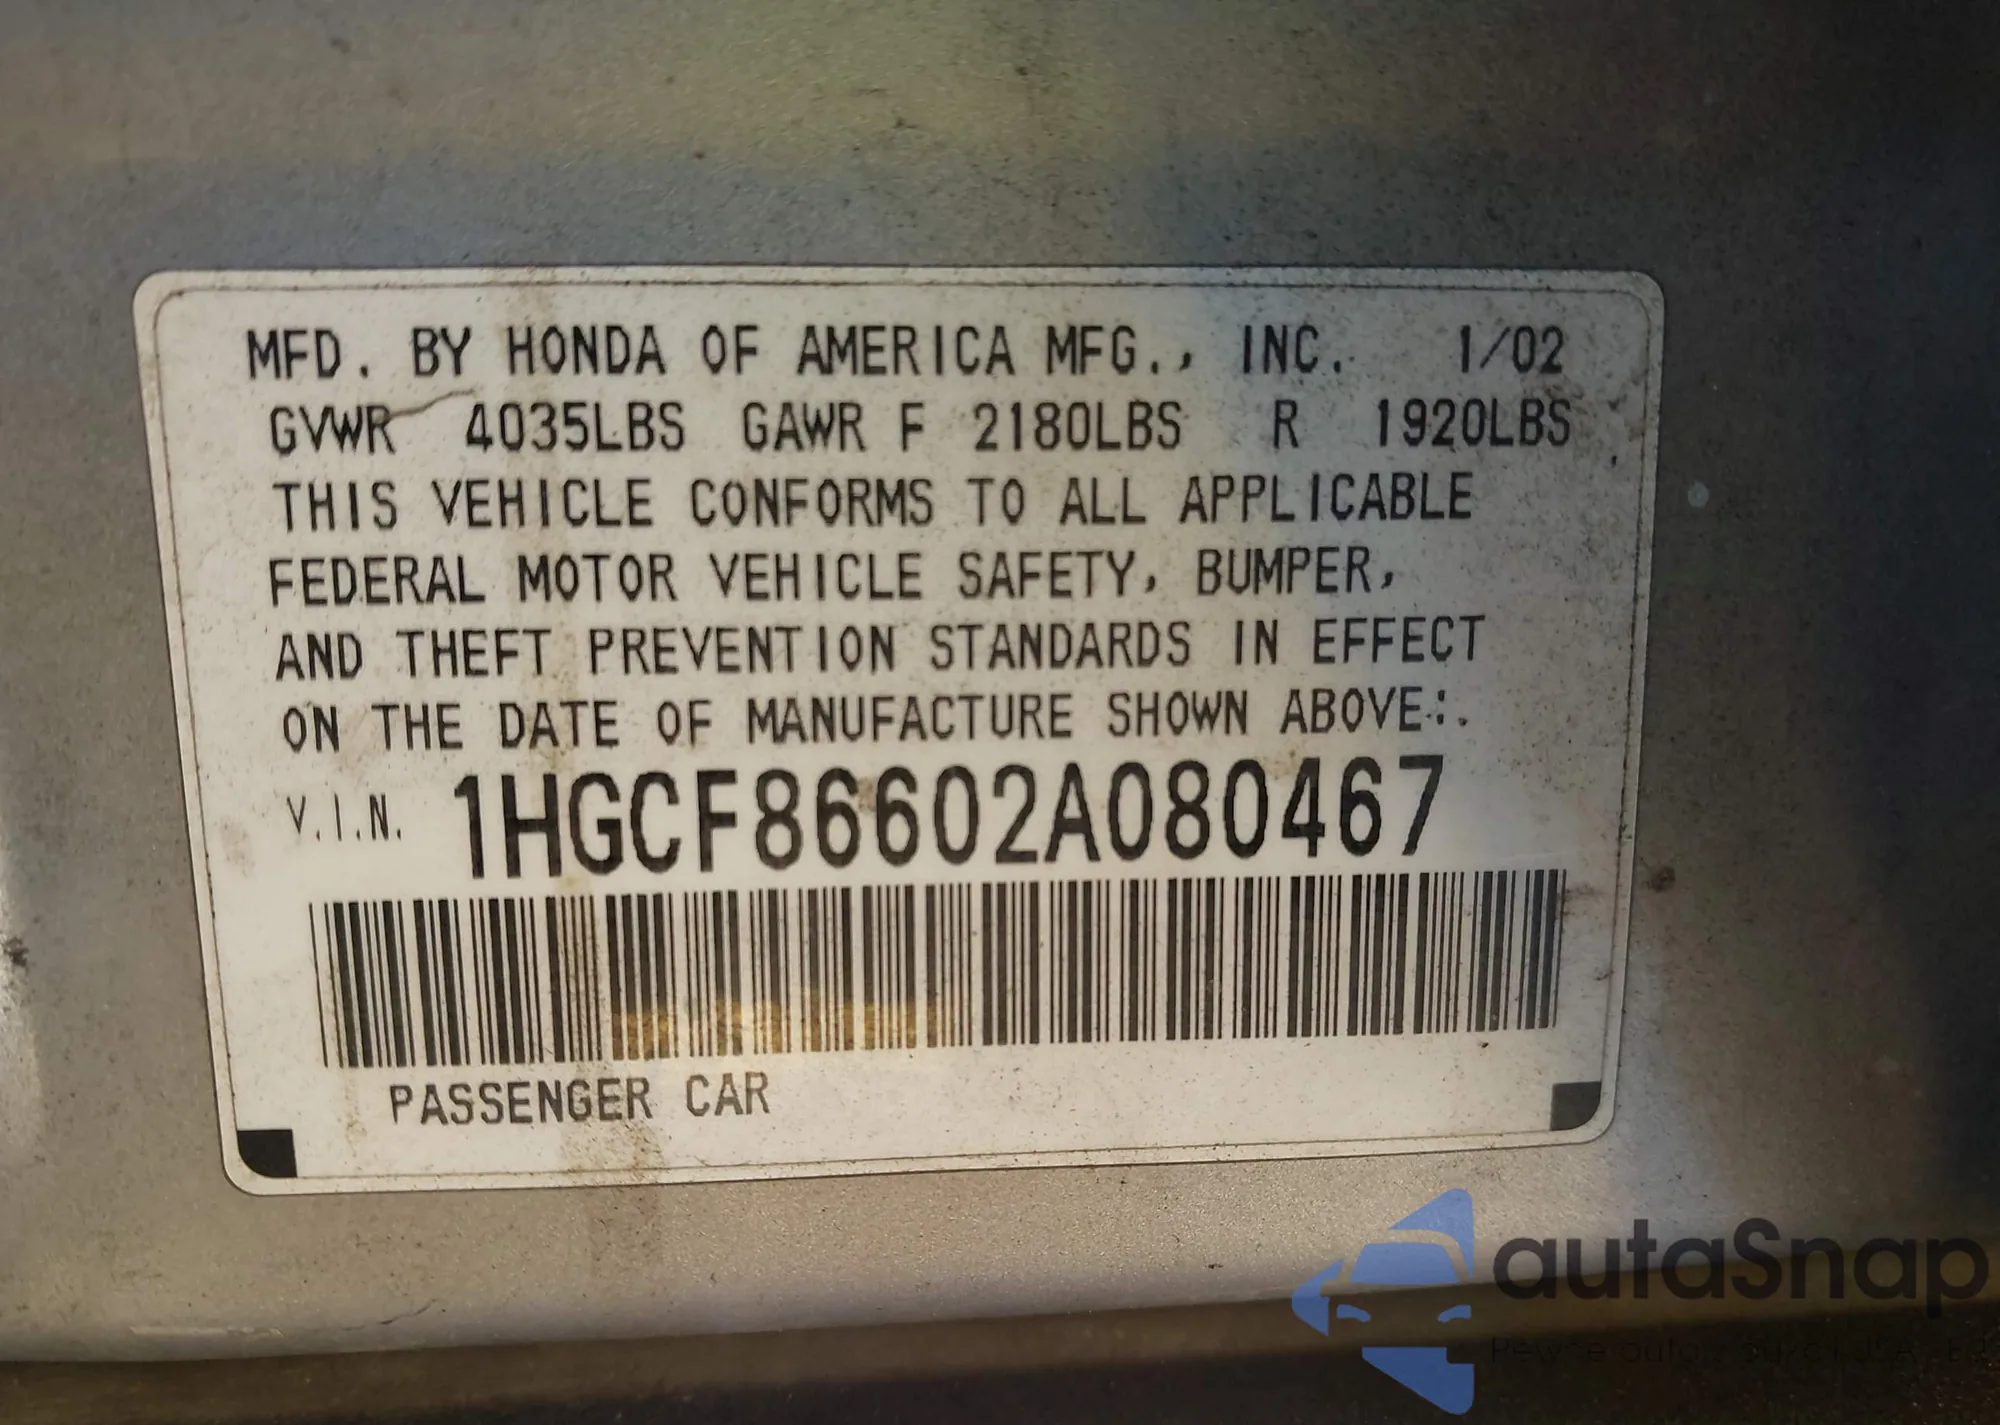 MFD. BY HONDA OF AMERICA MFG., INC. 1/02
GVWR 4035LBS GAWR F 2180LBS R 1920LBS
THIS VEHICLE CONFORMS TO ALL APPLICABLE
FEDERAL MOTOR VEHICLE SAFETY, BUMPER,
AND THEFT PREVENTION STANDARDS IN EFFECT
ON THE DATE OF MANUFACTURE SHOWN ABOVE:.
V.I.N. 1HGCF86602A080467
PASSENGER CAR
autaSnap
auta